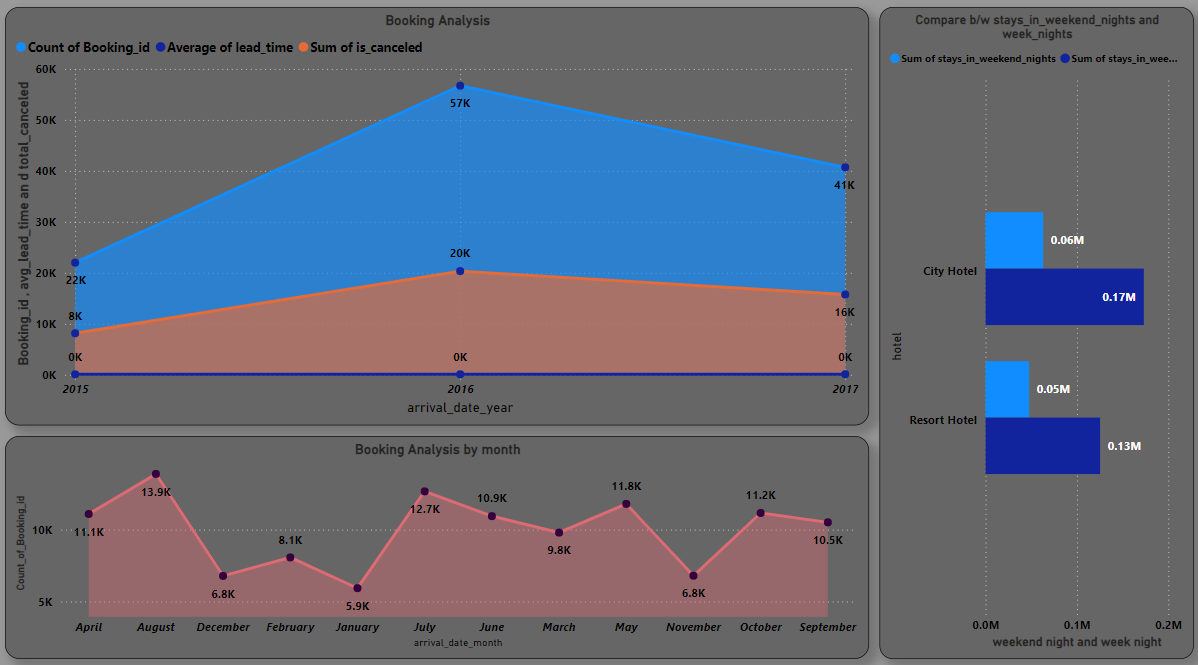 Booking Analysis
Count of Booking_id Average of lead_time Sum of is_canceled
Booking_id , avg_lead_time an d total_canceled
60K
50K
40K
30K
20K
10K
0K
22K
57K
41K
8K
20K
16K
0K
0K
0K
2015 2016 2017
arrival_date_year
Booking Analysis by month
Count_of_Booking_id
10K
5K
11.1K
13.9K
6.8K
8.1K
5.9K
12.7K
10.9K
9.8K
11.8K
6.8K
11.2K
10.5K
April August December February January July June March May November October September
arrival_date_month
Compare b/w stays_in_weekend_nights and
week_nights
Sum of stays_in_weekend_nights Sum of stays_in_wee...
hotel
City Hotel
0.06M
0.17M
Resort Hotel
0.05M
0.13M
0.0M 0.1M 0.2M
weekend night and week night